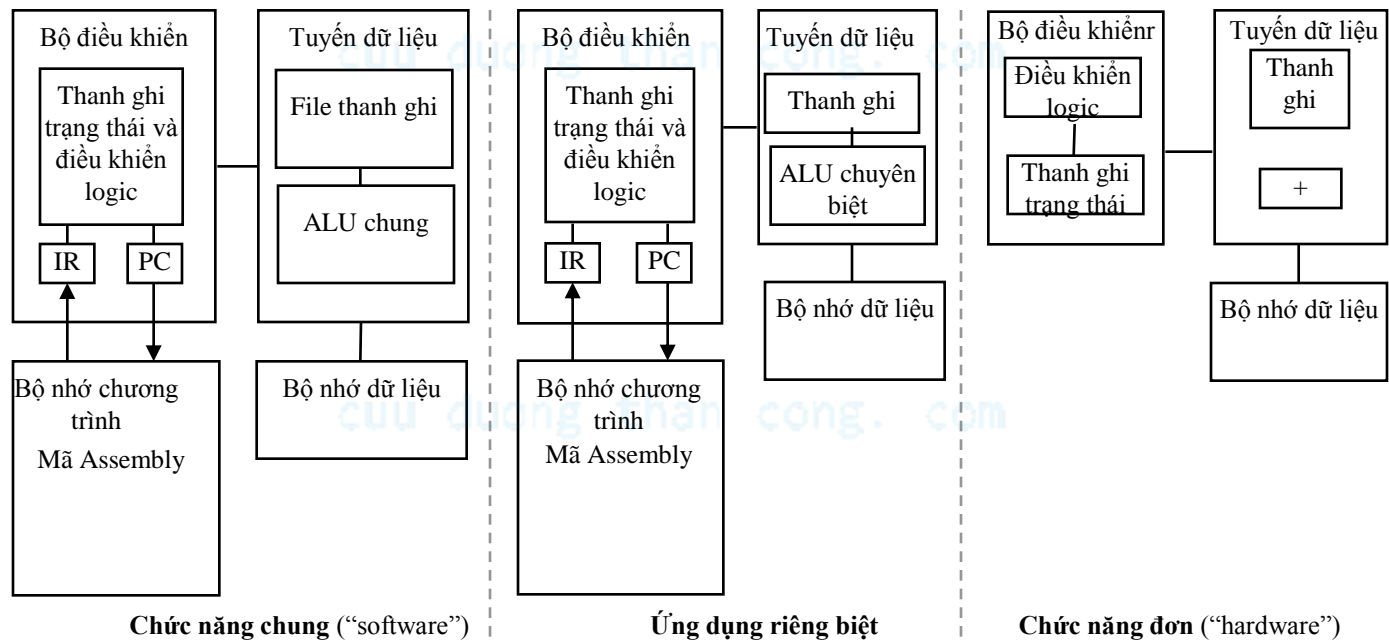 Bộ điều khiển
Thanh ghi
trạng thái và
điều khiển
logic
IR
PC
Bộ nhớ chương
trình
Mã Assembly
Tuyến dữ liệu
File thanh ghi
ALU chung
Bộ nhớ dữ liệu
Chức năng chung (“software”)
Bộ điều khiển
Thanh ghi
trạng thái và
điều khiển
logic
IR
PC
Bộ nhớ chương
trình
Mã Assembly
Tuyến dữ liệu
Thanh ghi
ALU chuyên
biệt
Bộ nhớ dữ liệu
Ứng dụng riêng biệt
Bộ điều khiểnr
Điều khiển
logic
Thanh ghi
trạng thái
Tuyến dữ liệu
Thanh
ghi
+
Bộ nhớ dữ liệu
Chức năng đơn (“hardware”)
cuu duong than cong. com
cuu duong than cong. com